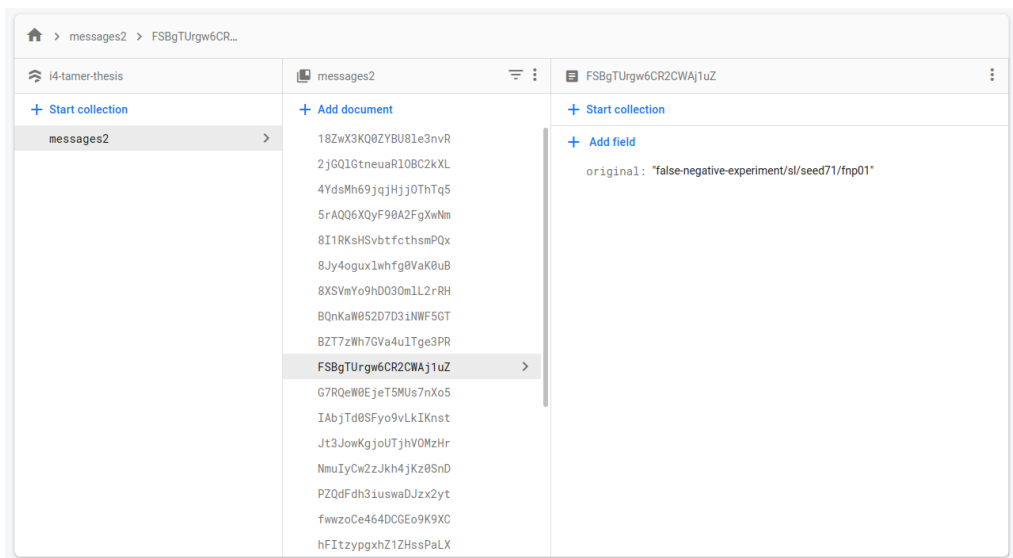 messages2 > FSBgTUrgw6CR...
i4-tamer-thesis
+ Start collection
messages2
messages2
+ Add document
18ZwX3KQ0ZYBU8le3nvR
2jGQlGtneuaRlOBC2kXL
4YdsMh69jqjHjjOThTq5
5rAQQ6XQyF90A2FgXwNm
8I1RKsHSvbtfcthsmPQx
8Jy4oguxlwhfg0VaK0uB
8XSVmYo9hDO3OmlL2rRH
BQnKaW052D7D3iNWF5GT
BZT7zWh7GVa4ulTge3PR
FSBgTUrgw6CR2CWAj1uZ
G7RQeW0EjeT5MUs7nXo5
IAbjTd0SFyo9vLkIKnst
Jt3JowKgjoUTjhVOMzHr
NmuIyCw2zJkh4jKz0SnD
PZQdFdh3iuswaDJzx2yt
fwwzoCe464DCGEo9K9XC
hFItzypgxhZ1ZHssPaLX
FSBgTUrgw6CR2CWAj1uZ
+ Start collection
+ Add field
original: "false-negative-experiment/sl/seed71/fnp01"